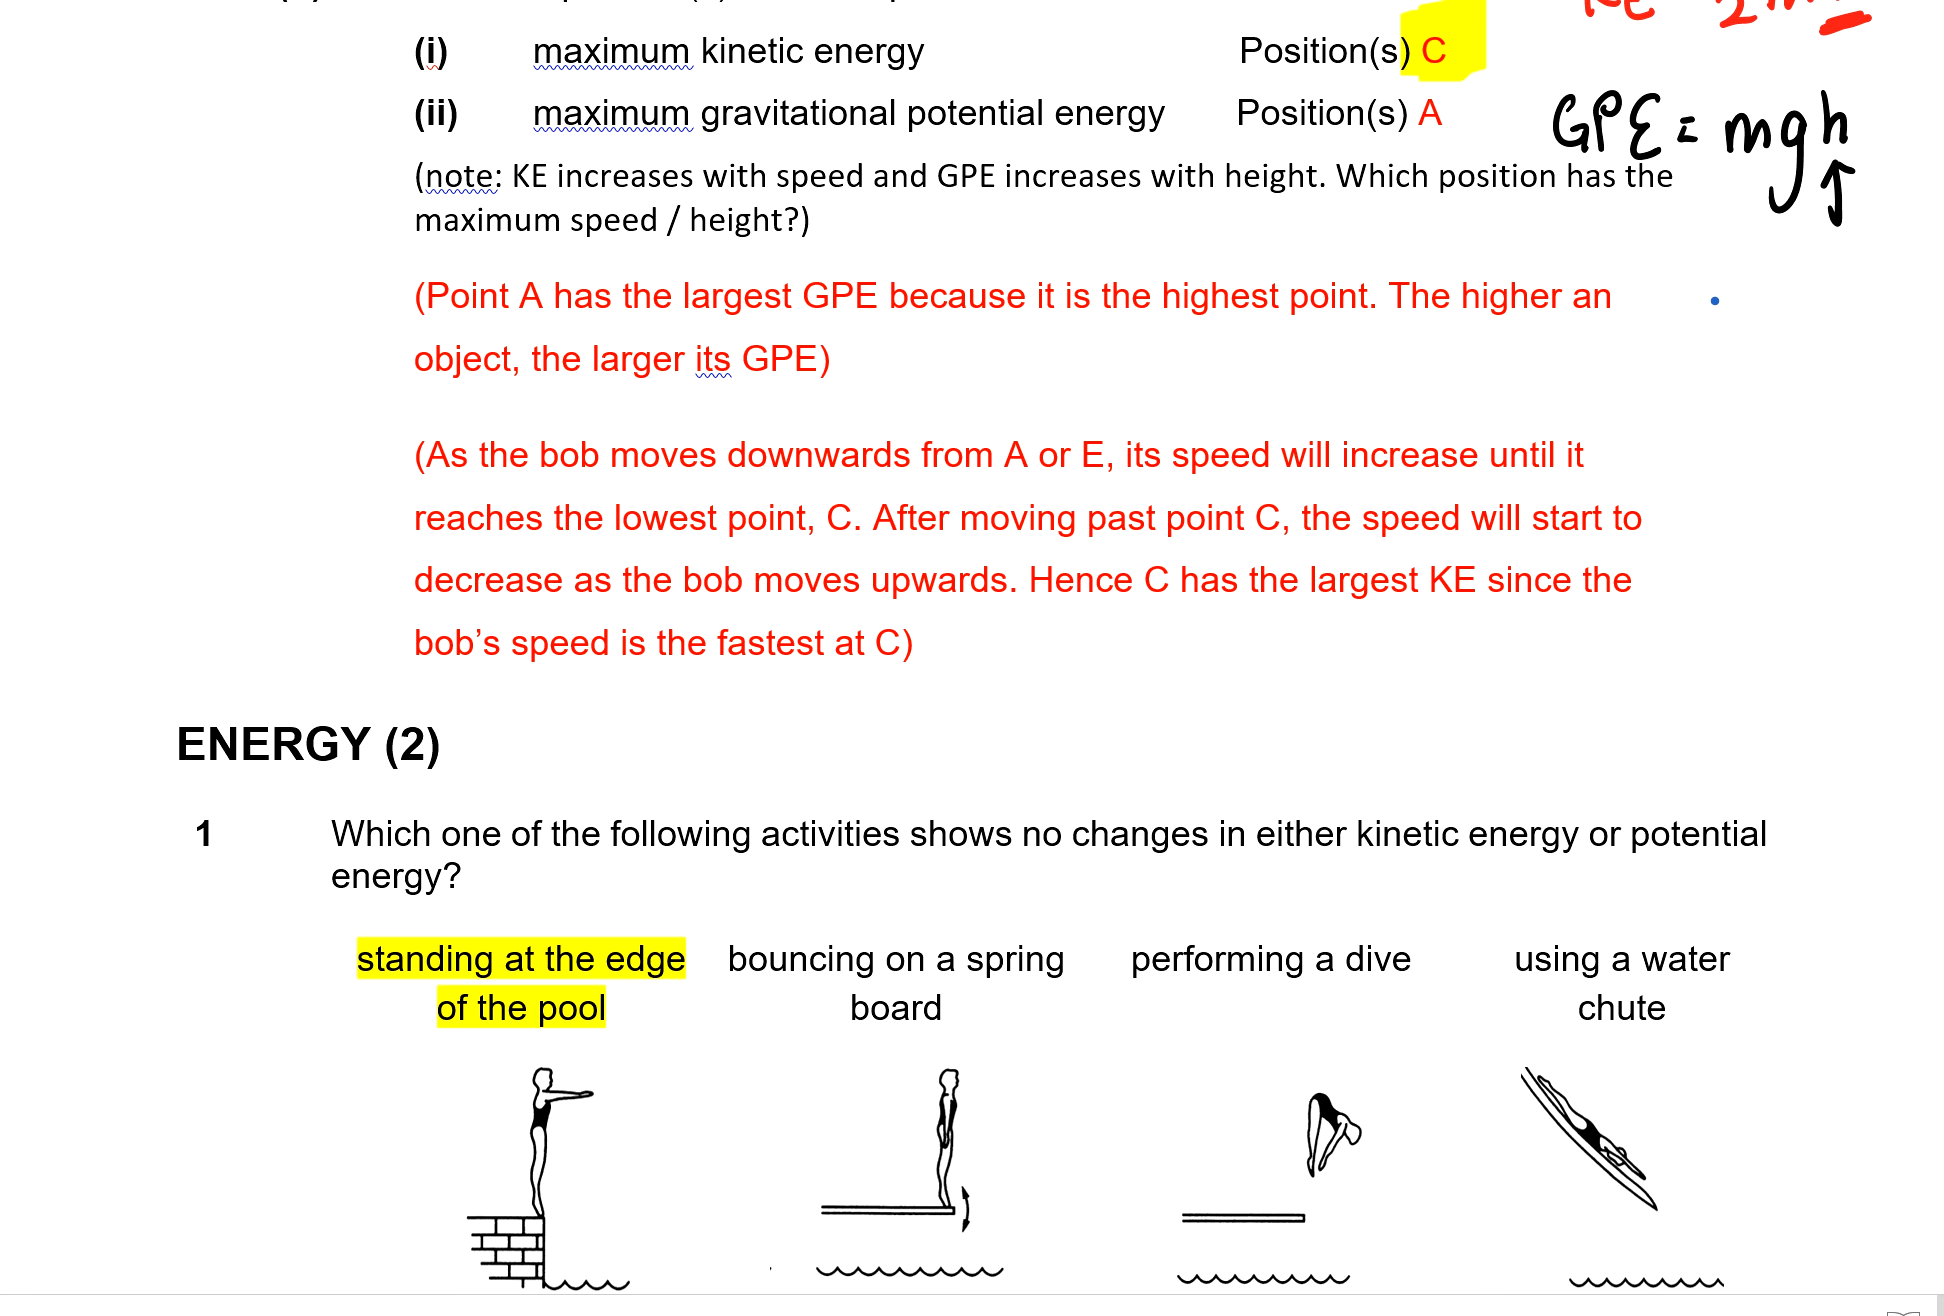 (i) maximum kinetic energy Position(s) C
(ii) maximum gravitational potential energy Position(s) A
GPE = mgh
(note: KE increases with speed and GPE increases with height. Which position has the
maximum speed / height?)
(Point A has the largest GPE because it is the highest point. The higher an
object, the larger its GPE)
(As the bob moves downwards from A or E, its speed will increase until it
reaches the lowest point, C. After moving past point C, the speed will start to
decrease as the bob moves upwards. Hence C has the largest KE since the
bob’s speed is the fastest at C)
ENERGY (2)
1 Which one of the following activities shows no changes in either kinetic energy or potential
energy?
standing at the edge bouncing on a spring performing a dive using a water
of the pool board chute